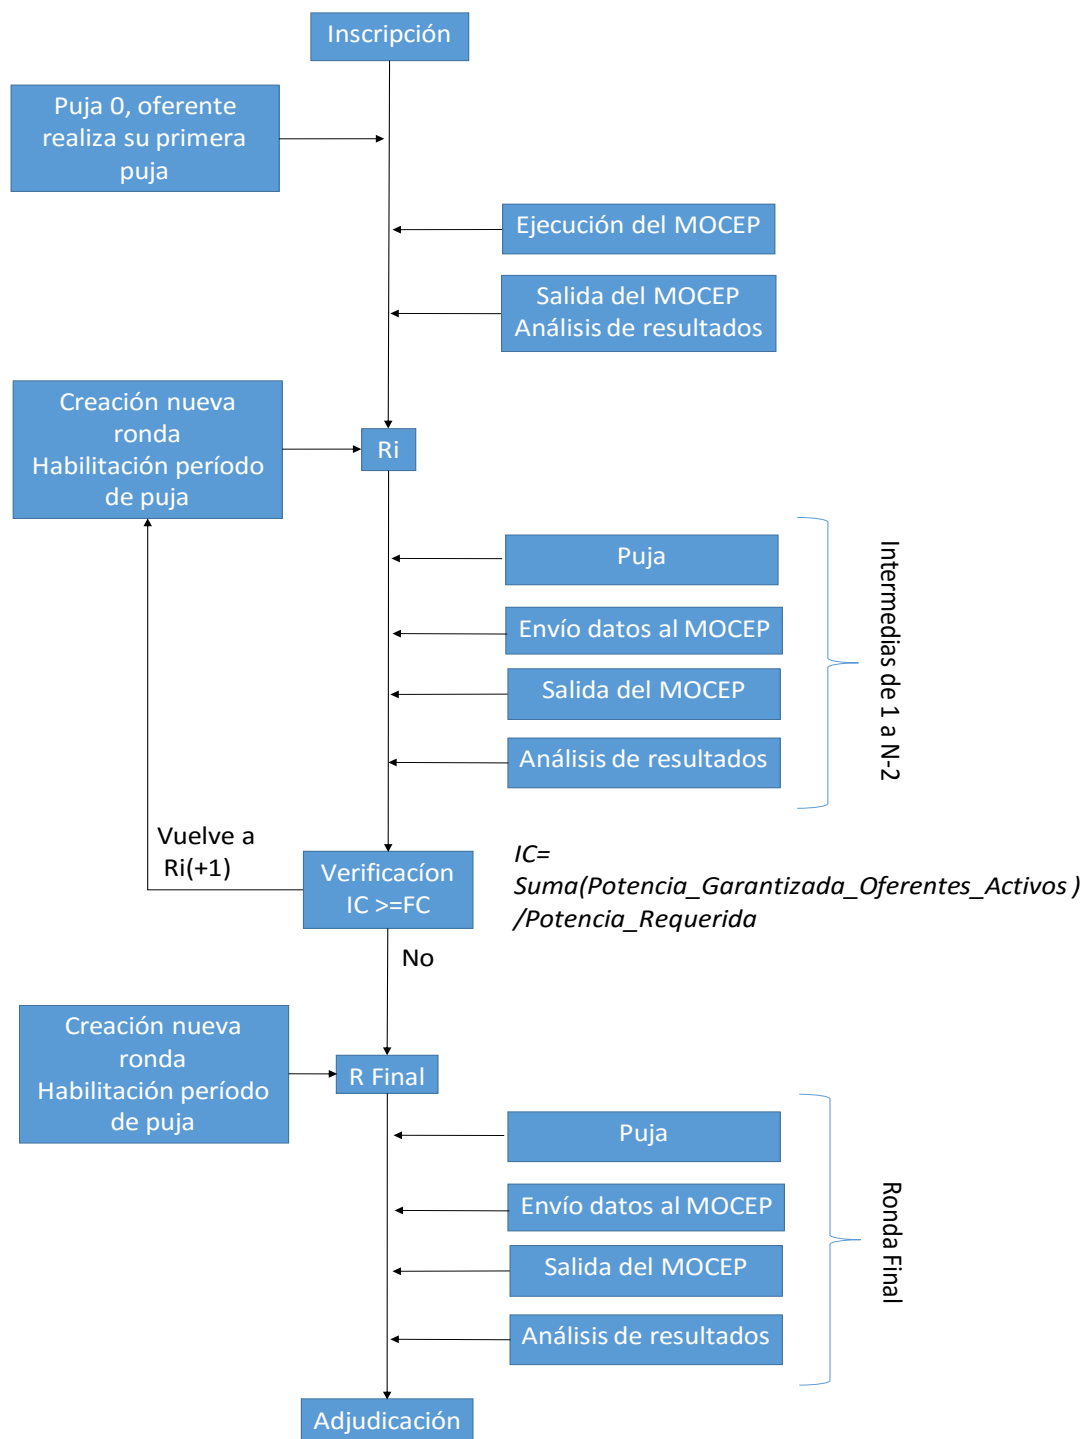 Inscripción
Puja 0, oferente
realiza su primera
puja
Ejecución del MOCEP
Salida del MOCEP
Análisis de resultados
Creación nueva
ronda
Habilitación período
de puja
Ri
Puja
Envío datos al MOCEP
Salida del MOCEP
Análisis de resultados
Intermedias de 1 a N-2
Vuelve a
Ri(+1)
Verificacíon
IC >=FC
IC=
Suma(Potencia_Garantizada_Oferentes_Activos )
/Potencia_Requerida
No
Creación nueva
ronda
Habilitación período
de puja
R Final
Puja
Envío datos al MOCEP
Salida del MOCEP
Análisis de resultados
Ronda Final
Adjudicación